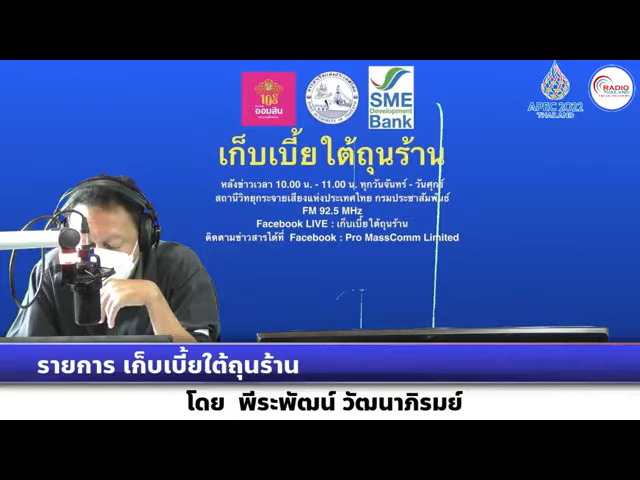 APEC 2022
THAILAND
RADIO
THAILAND
108
ออมสิน
SME
Development
Bank
เก็บเบี้ยใต้ถุนร้าน
หลังข่าวเวลา 10.00 น. - 11.00 น. ทุกวันจันทร์ - วันศุกร์
สถานีวิทยุกระจายเสียงแห่งประเทศไทย กรมประชาสัมพันธ์
FM 92.5 MHz
Facebook LIVE : เก็บเบี้ยใต้ถุนร้าน
ติดตามข่าวสารได้ที่ Facebook : Pro MassComm Limited
รายการ เก็บเบี้ยใต้ถุนร้าน
โดย พีระพัฒน์ วัฒนาภิรมย์